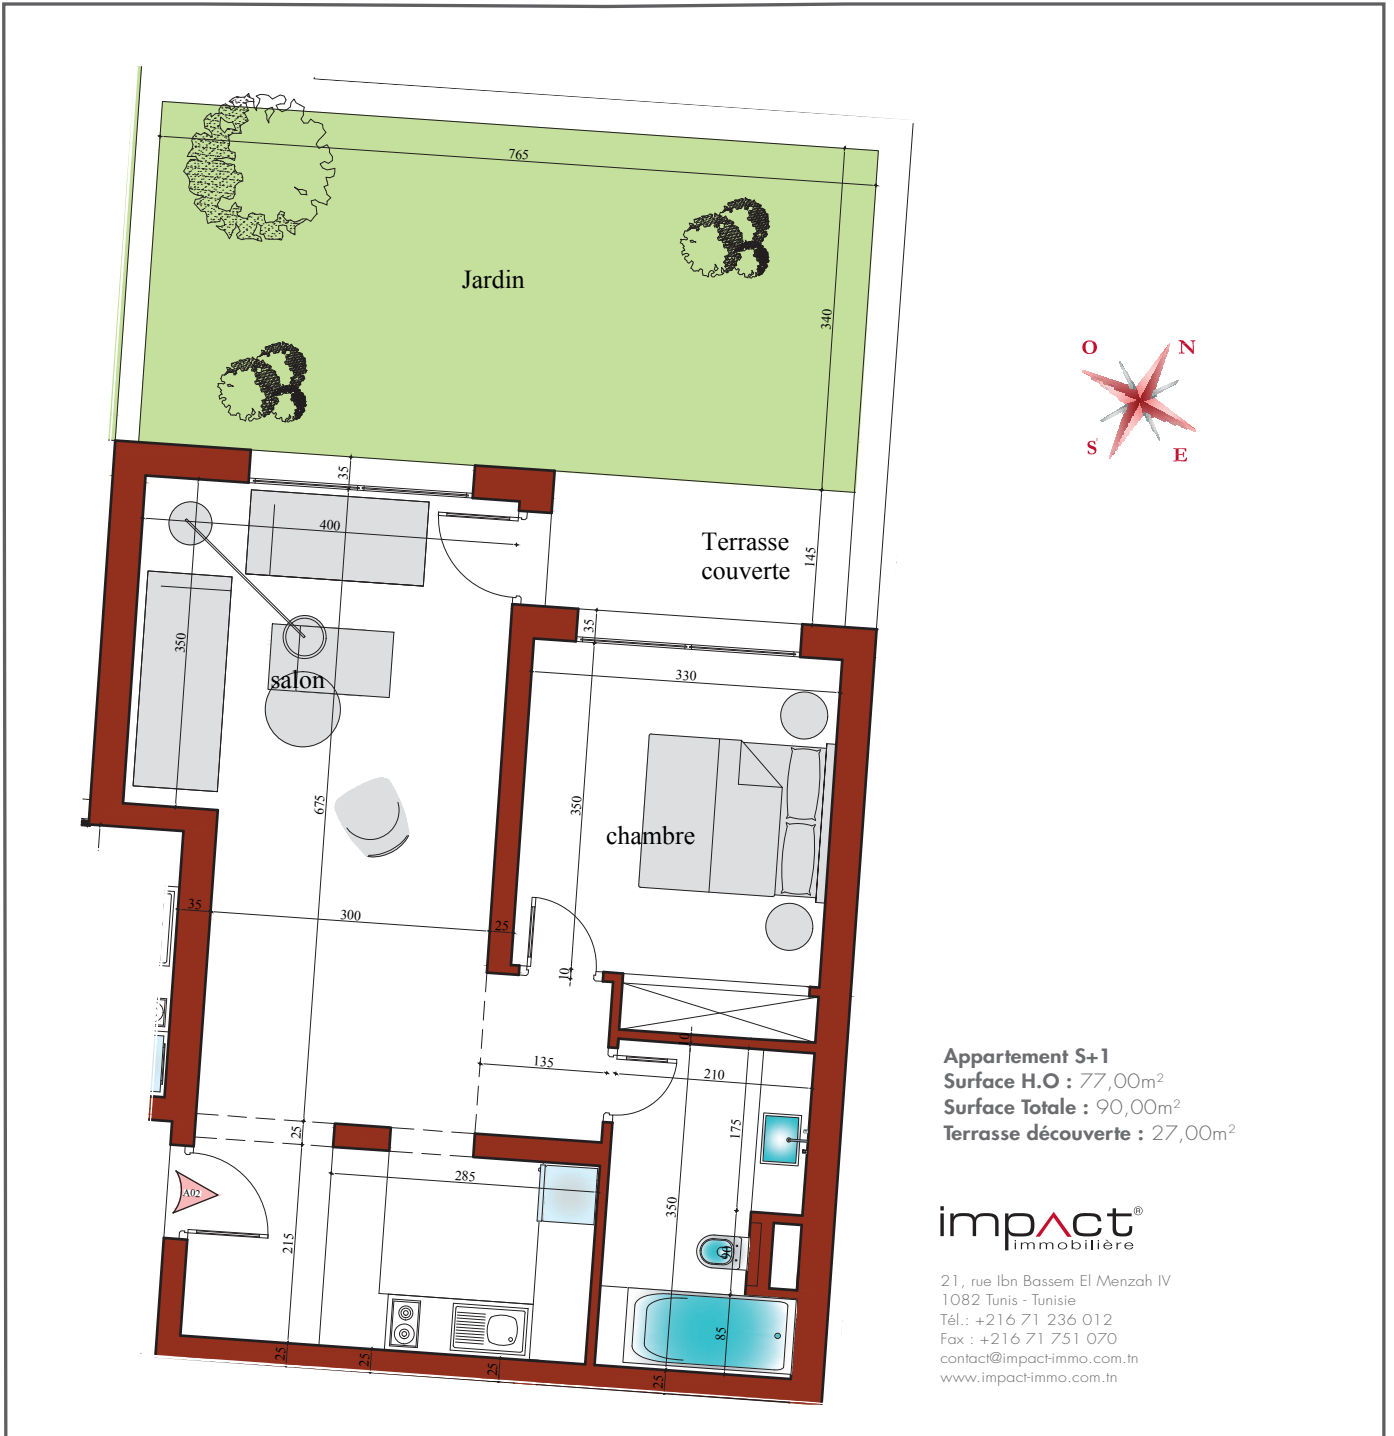 765
Jardin
340
O
N
S
E
35
400
Terrasse
couverte
145
350
35
salon
330
675
350
chambre
35
300
25
10
135
210
Appartement S+1
Surface H.O : 77,00m²
Surface Totale : 90,00m²
Terrasse découverte : 27,00m²
25
175
285
A02
350
215
90
impact®
immobilière
21, rue Ibn Bassem El Menzah IV
1082 Tunis - Tunisie
Tél.: +216 71 236 012
Fax : +216 71 751 070
contact@impact-immo.com.tn
www.impact-immo.com.tn
85
25
25
25
25